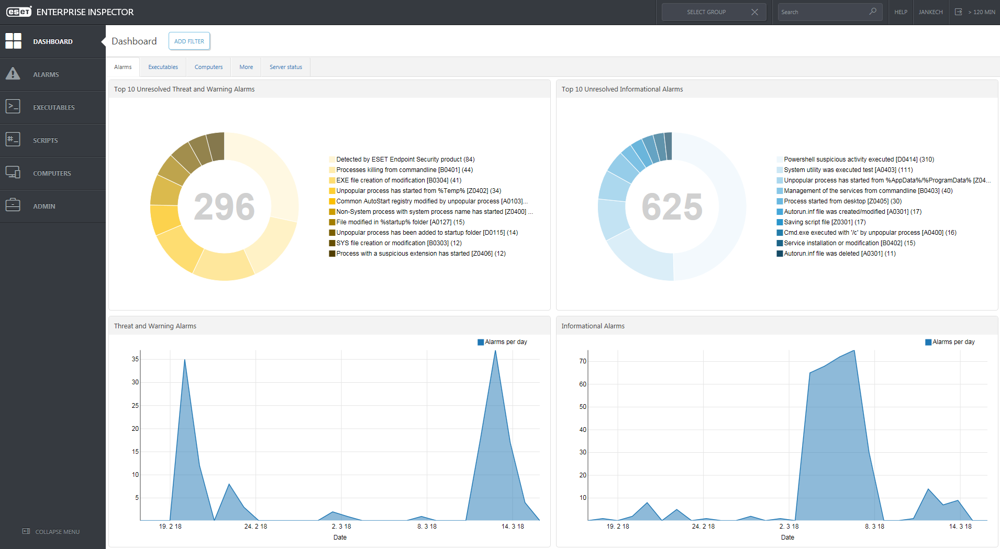 eseT ENTERPRISE INSPECTOR
SELECT GROUP
Search
HELP
JANKECH
> 120 MIN
DASHBOARD
ALARMS
EXECUTABLES
SCRIPTS
COMPUTERS
ADMIN
COLLAPSE MENU
Dashboard
ADD FILTER
Alarms
Executables
Computers
More
Server status
Top 10 Unresolved Threat and Warning Alarms
296
Detected by ESET Endpoint Security product (84)
Processes killing from commandline [B0401] (44)
EXE file creation of modification [B0304] (41)
Unpopular process has started from %Temp% [Z0402] (34)
Common AutoStart registry modified by unpopular process [A0103]...
Non-System process with system process name has started [Z0400] ...
File modified in %startup% folder [A0127] (15)
Unpopular process has been added to startup folder [D0115] (14)
SYS file creation or modification [B0303] (12)
Process with a suspicious extension has started [Z0406] (12)
Top 10 Unresolved Informational Alarms
625
Powershell suspicious activity executed [D0414] (310)
System utility was executed test [A0403] (111)
Unpopular process has started from %AppData%/%ProgramData% [Z04...
Management of the services from commandline [B0403] (40)
Process started from desktop [Z0405] (30)
Autorun.inf file was created/modified [A0301] (17)
Saving script file [Z0301] (17)
Cmd.exe executed with '/c' by unpopular process [A0400] (16)
Service installation or modification [B0402] (15)
Autorun.inf file was deleted [A0301] (11)
Threat and Warning Alarms
Alarms per day
35
30
25
20
15
10
5
19. 2 18
24. 2 18
2. 3 18
8. 3 18
14. 3 18
Date
Informational Alarms
Alarms per day
70
60
50
40
30
20
10
19. 2 18
24. 2 18
2. 3 18
8. 3 18
14. 3 18
Date